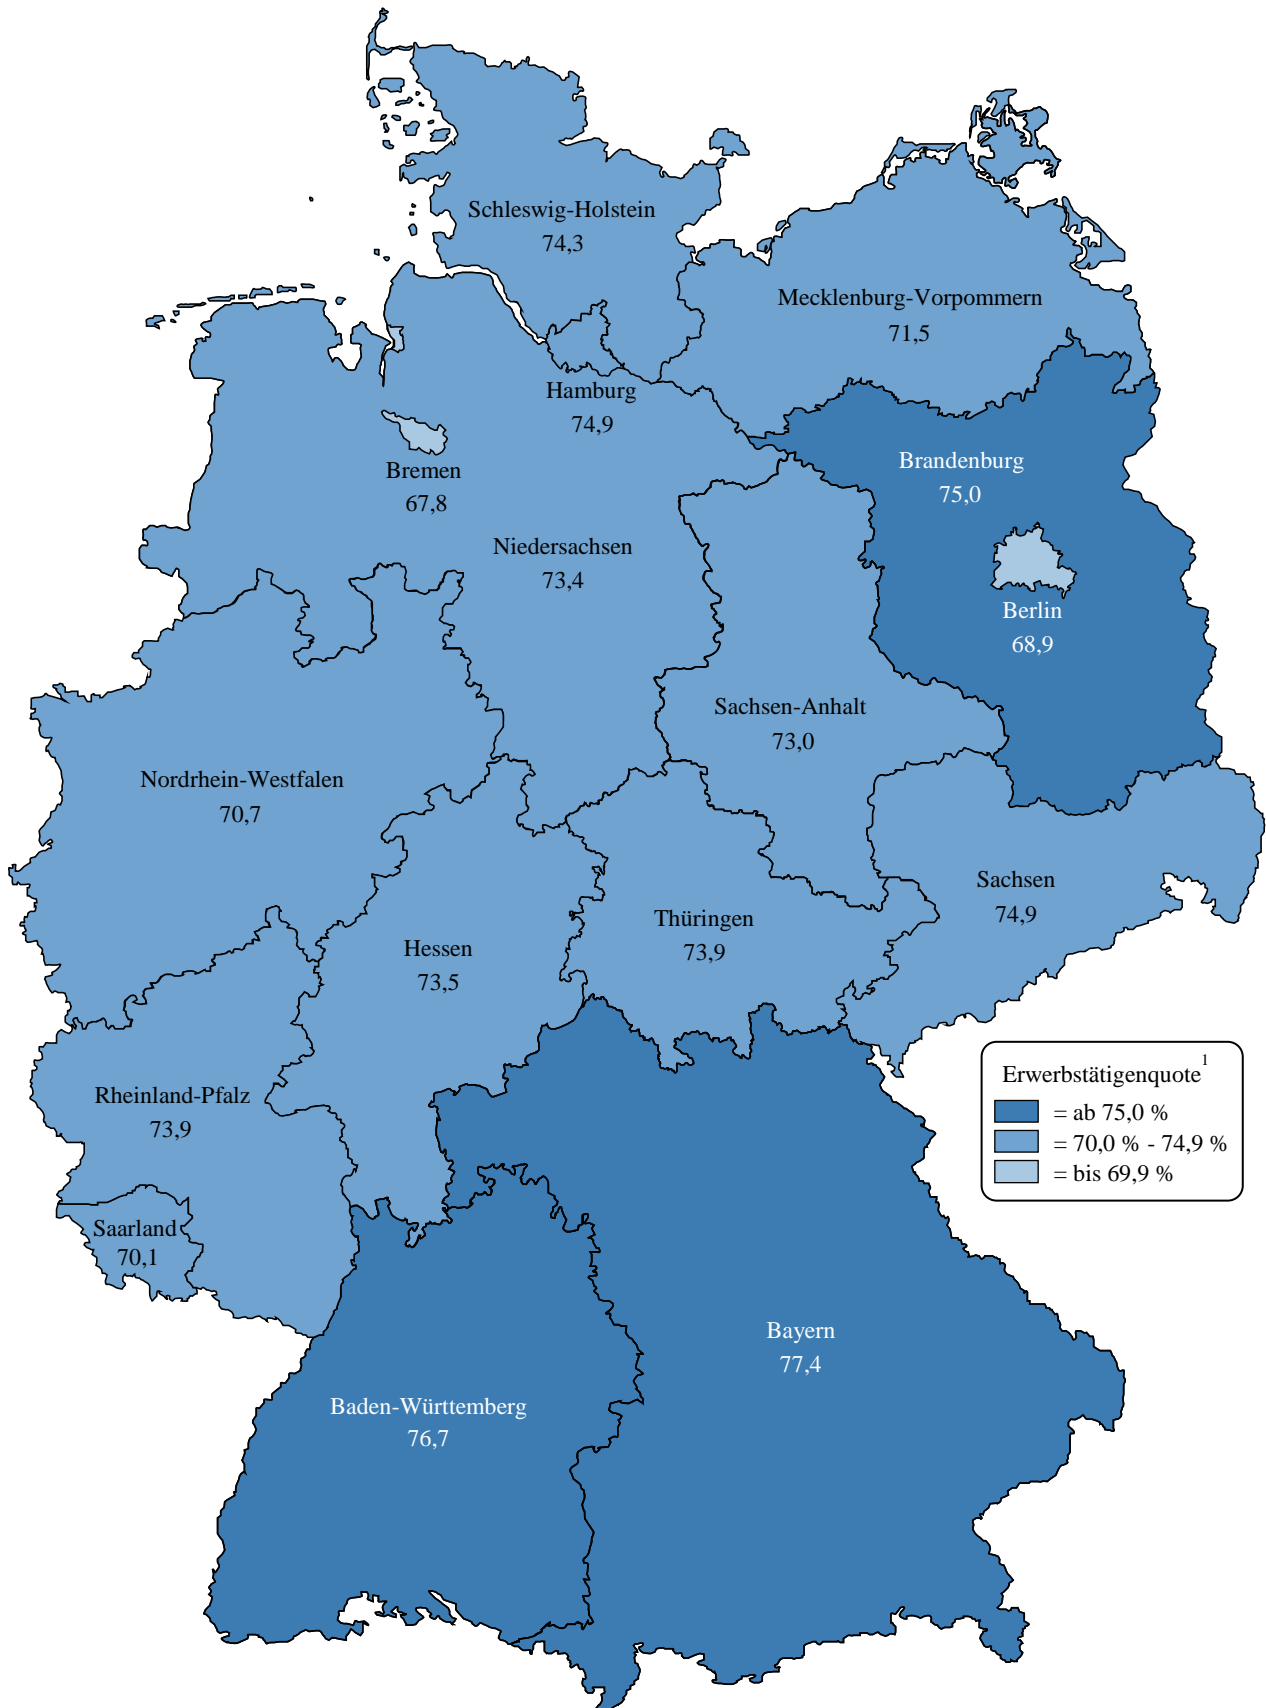 Schleswig-Holstein
74,3
Mecklenburg-Vorpommern
71,5
Hamburg
74,9
Bremen
67,8
Brandenburg
75,0
Niedersachsen
73,4
Berlin
68,9
Sachsen-Anhalt
73,0
Nordrhein-Westfalen
70,7
Sachsen
74,9
Thüringen
73,9
Hessen
73,5
Rheinland-Pfalz
73,9
Saarland
70,1
Bayern
77,4
Baden-Württemberg
76,7
Erwerbstätigenquote¹
= ab 75,0 %
= 70,0 % - 74,9 %
= bis 69,9 %